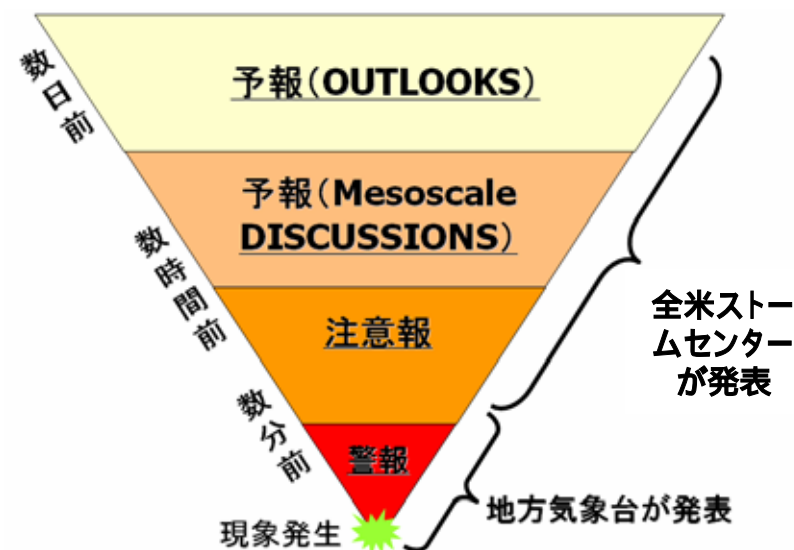 予報（OUTLOOKS）
数日前
予報（Mesoscale
DISCUSSIONS）
数時間前
注意報
全米ストー
ムセンター
が発表
数分前
警報
地方気象台が発表
現象発生